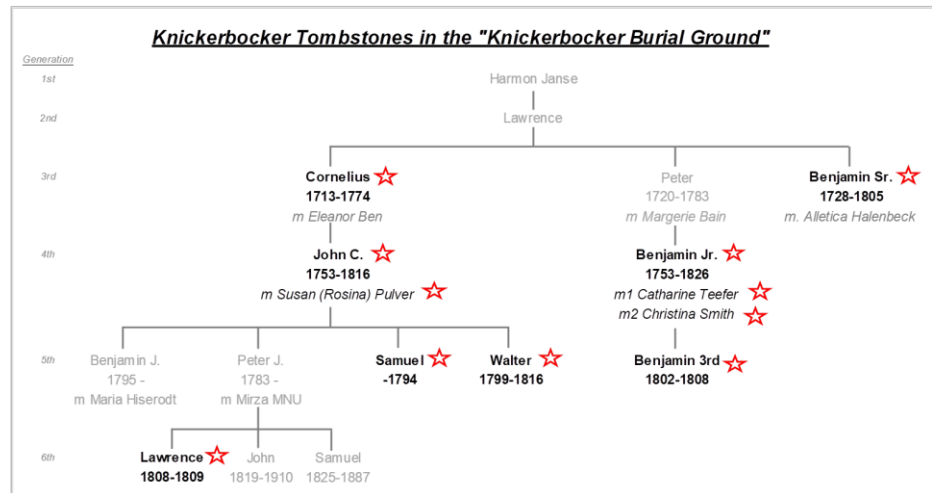 Knickerbocker Tombstones in the "Knickerbocker Burial Ground"
Generation
1st
Harmon Janse
2nd
Lawrence
3rd
Cornelius
1713-1774
m Eleanor Ben
Peter
1720-1783
m Margerie Bain
Benjamin Sr.
1728-1805
m. Alletica Halenbeck
4th
John C.
1753-1816
m Susan (Rosina) Pulver
Benjamin Jr.
1753-1826
m1 Catharine Teefer
m2 Christina Smith
5th
Benjamin J.
1795 -
m Maria Hiserodt
Peter J.
1783 -
m Mirza MNU
Samuel
-1794
Walter
1799-1816
Benjamin 3rd
1802-1808
6th
Lawrence
1808-1809
John
1819-1910
Samuel
1825-1887